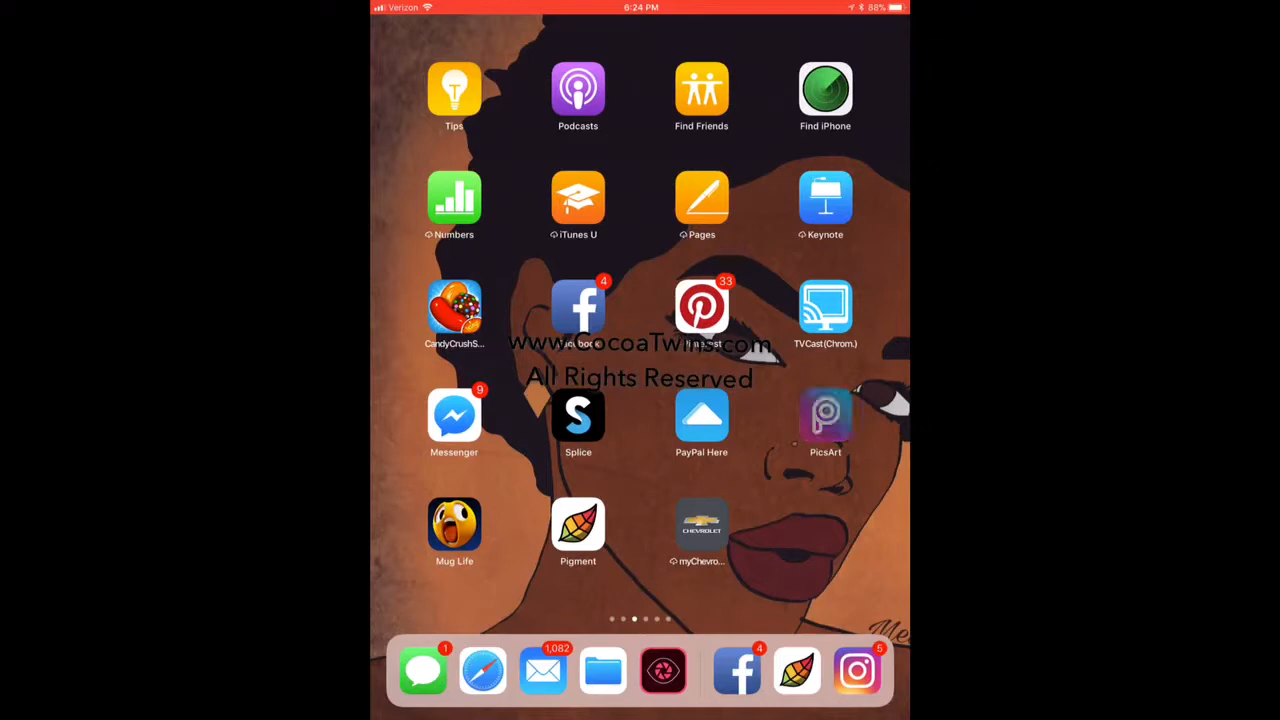 Verizon 6:24 PM 88%
Tips Podcasts Find Friends Find iPhone
Numbers iTunes U Pages Keynote
4 33
CandyCrushS... Facebook Pinterest TVCast(Chrom.)
www.CocoaTwins.com
All Rights Reserved
9
Messenger Splice PayPal Here PicsArt
CHEVROLET
Mug Life Pigment myChevro...
1 1,082 4 5